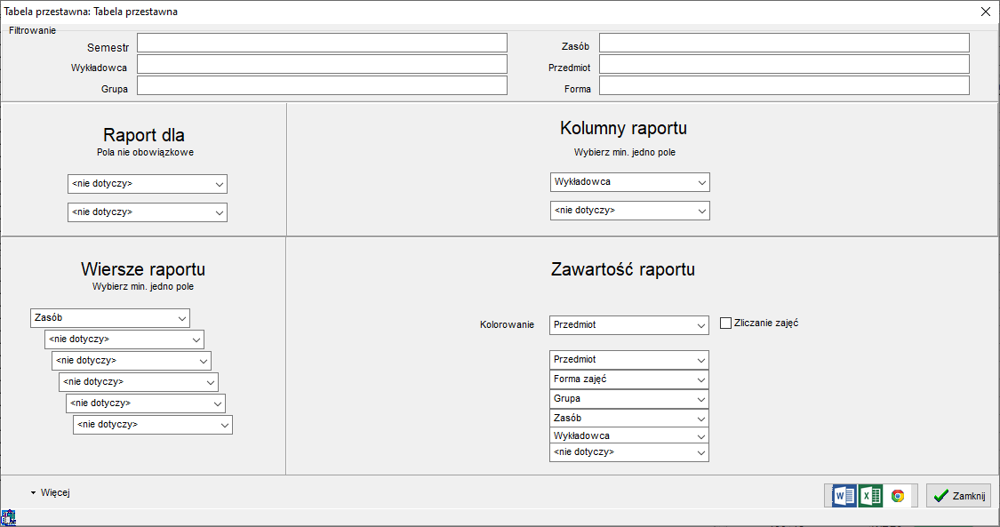 Tabela przestawna: Tabela przestawna
Filtrowanie
Semestr
Zasób
Wykładowca
Przedmiot
Grupa
Forma
Raport dla
Pola nie obowiązkowe
<nie dotyczy>
<nie dotyczy>
Kolumny raportu
Wybierz min. jedno pole
Wykładowca
<nie dotyczy>
Wiersze raportu
Wybierz min. jedno pole
Zasób
<nie dotyczy>
<nie dotyczy>
<nie dotyczy>
<nie dotyczy>
<nie dotyczy>
Zawartość raportu
Kolorowanie
Przedmiot
Zliczanie zajęć
Przedmiot
Forma zajęć
Grupa
Zasób
Wykładowca
<nie dotyczy>
Więcej
Zamknij